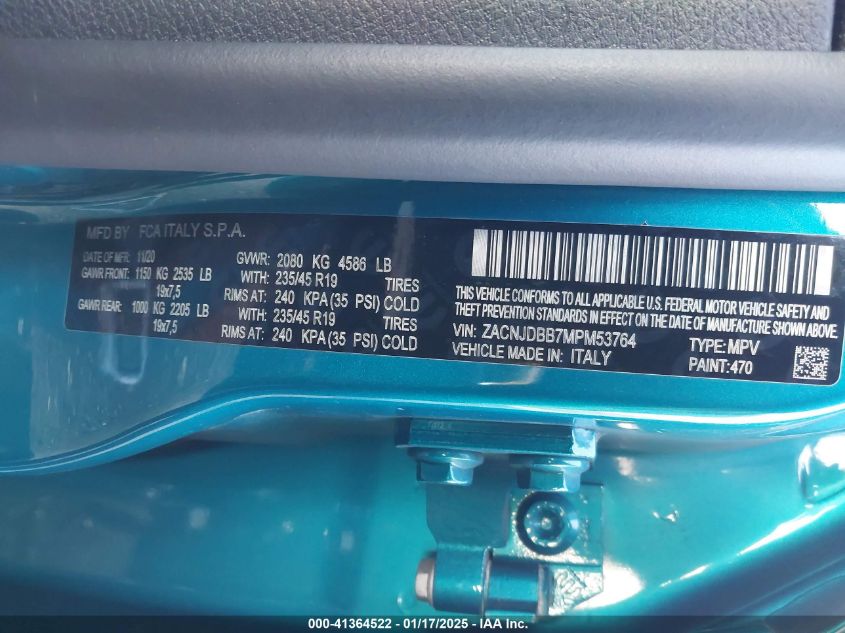 MFD BY FCA ITALY S.P.A.
DATE OF MFR: 11/20 GVWR: 2080 KG 4586 LB
GAWR FRONT: 1150 KG 2535 LB WITH: 235/45 R19 TIRES
19x7,5 RIMS AT: 240 KPA (35 PSI) COLD
GAWR REAR: 1000 KG 2205 LB WITH: 235/45 R19 TIRES
19x7,5 RIMS AT: 240 KPA (35 PSI) COLD
THIS VEHICLE CONFORMS TO ALL APPLICABLE U.S. FEDERAL MOTOR VEHICLE SAFETY AND
THEFT PREVENTION STANDARDS IN EFFECT ON THE DATE OF MANUFACTURE SHOWN ABOVE.
VIN: ZACNJDBB7MPM53764 TYPE: MPV
VEHICLE MADE IN: ITALY PAINT: 470
000-41364522 - 01/17/2025 - IAA Inc.